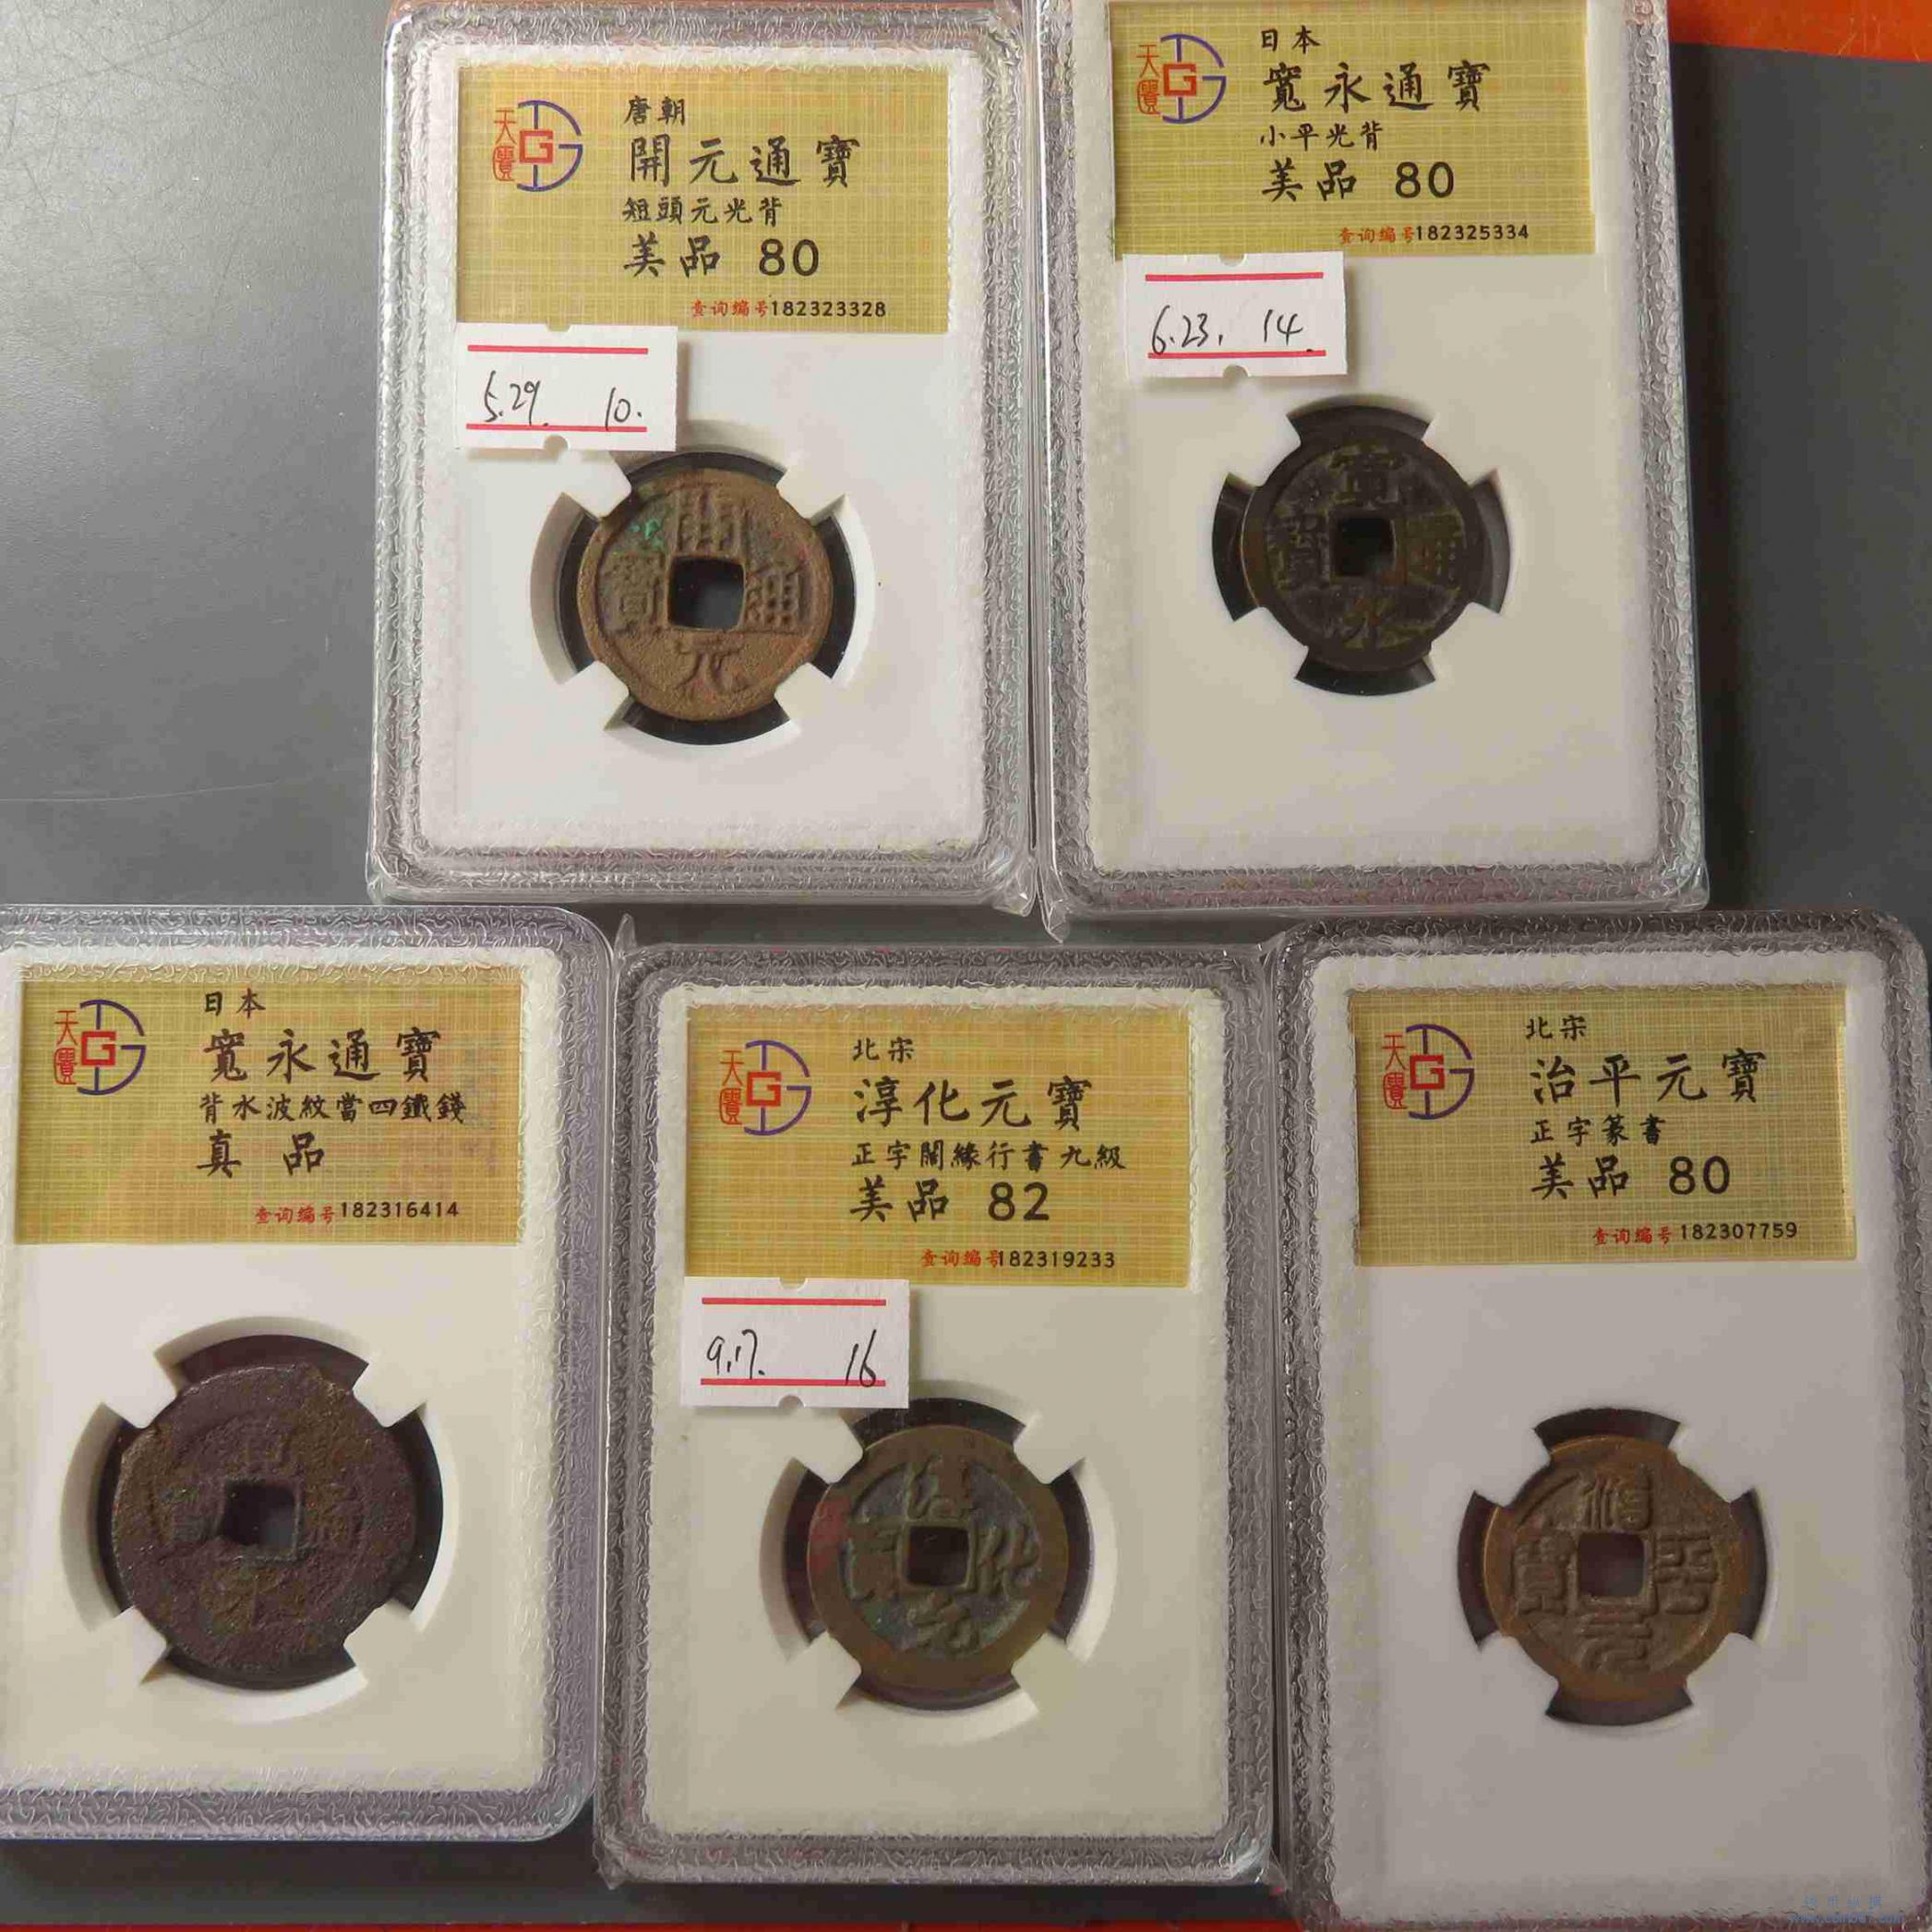 天賈
G
唐朝
開元通寶
短頭元光背
美品 80
查询编号182323328
5.29. 10.
開元通寶
天賈
G
日本
寬永通寶
小平光背
美品 80
查询编号182325334
6.23. 14.
寬永通寶
天賈
G
日本
寬永通寶
背水波紋當四鐵錢
真品
查询编号182316414
天賈
G
北宋
淳化元寶
正字闊緣行書九級
美品 82
查询编号182319233
9.17. 16
淳化元
天賈
G
北宋
治平元寶
正字篆書
美品 80
查询编号182307759
治平元寶